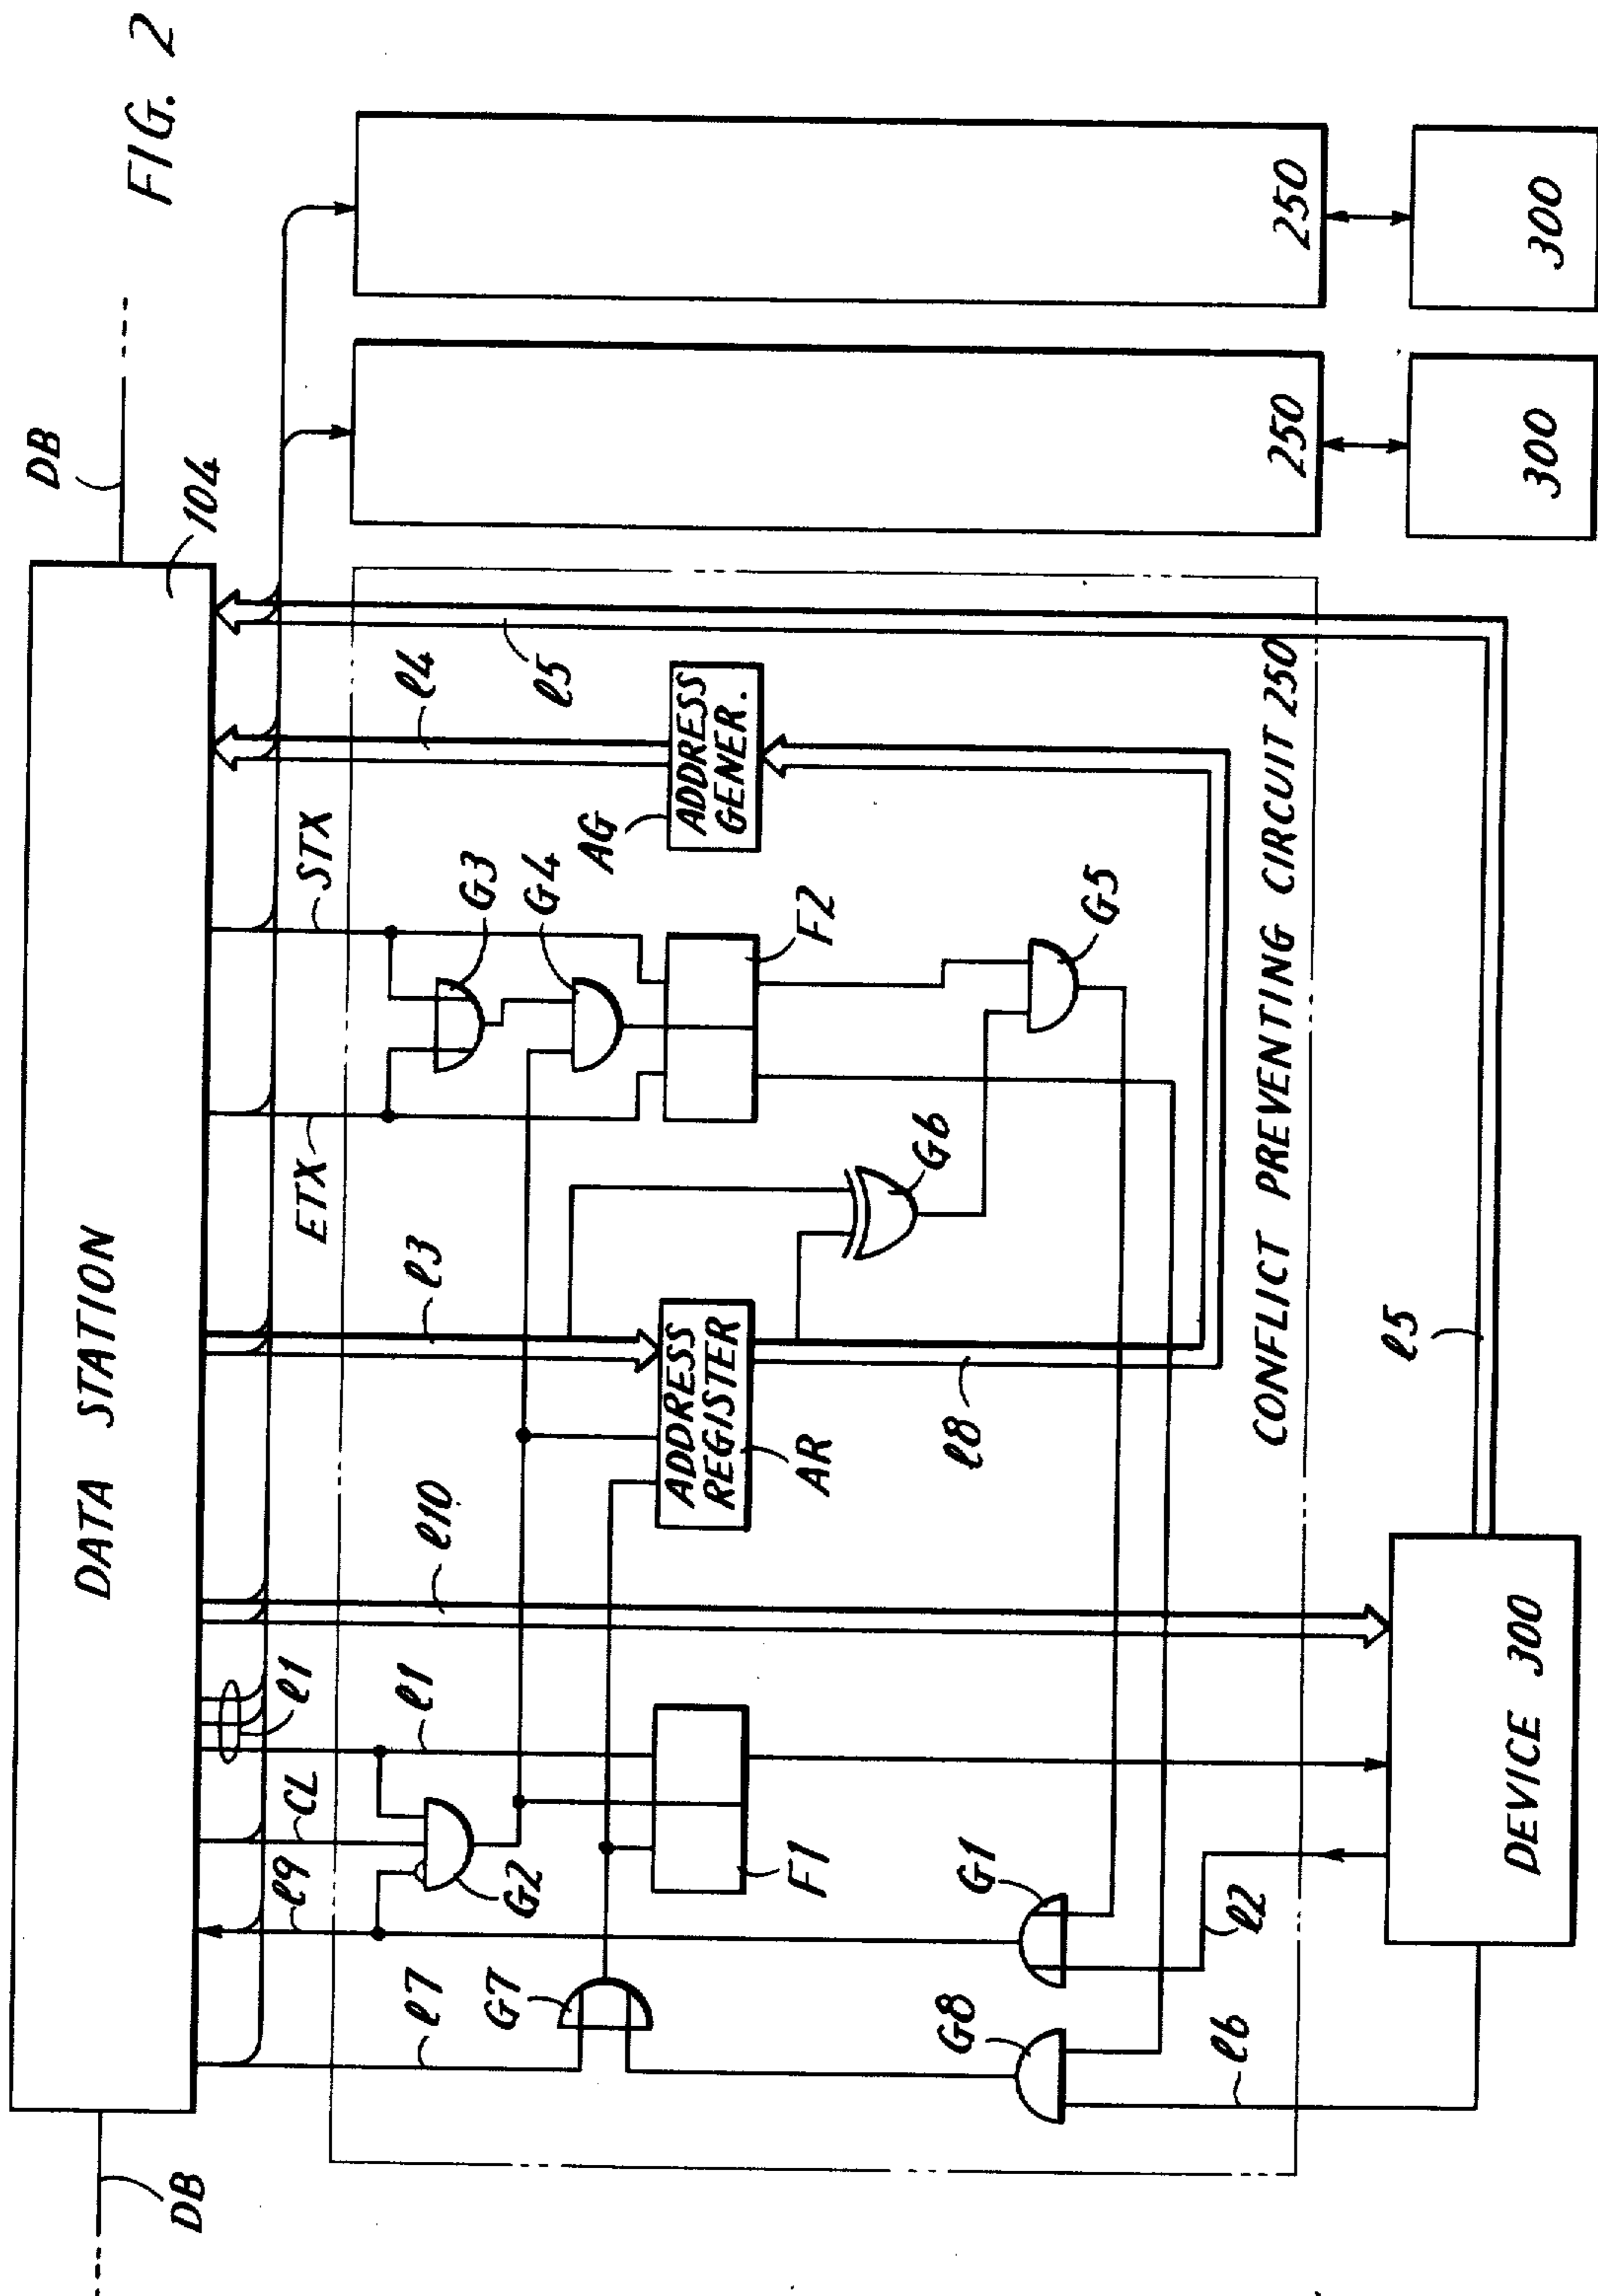 FIG. 2
DB
104
DATA STATION
DB
l7
l9
CL
l1
l1
l10
l3
ETX
STX
l4
l5
G2
G3
G4
G7
F1
ADDRESS
REGISTER
AR
ADDRESS
GENER.
AG
F2
G6
G5
G8
G1
l8
l6
l2
CONFLICT PREVENTING CIRCUIT 250
l5
DEVICE 300
250
250
300
300